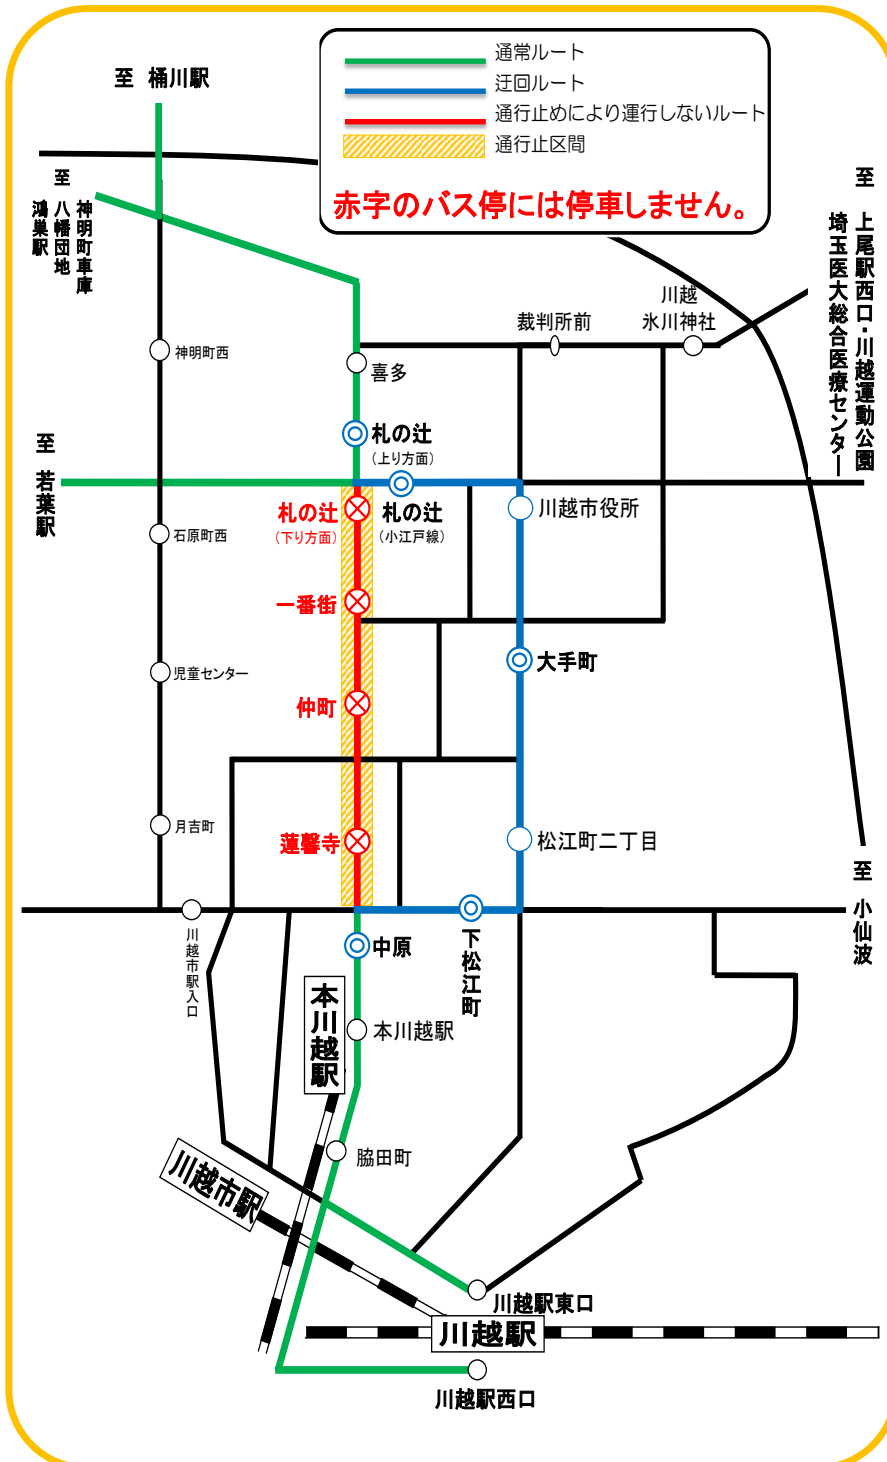 通常ルート
迂回ルート
通行止めにより運行しないルート
通行止区間
赤字のバス停には停車しません。
至 桶川駅
至 神明町車庫
八幡団地
鴻巣駅
至 上尾駅西口・川越運動公園
埼玉医大総合医療センター
裁判所前
川越
氷川神社
神明町西
喜多
札の辻
(上り方面)
至 若葉駅
札の辻
(下り方面)
札の辻
(小江戸線)
川越市役所
石原町西
一番街
大手町
児童センター
仲町
月吉町
蓮馨寺
松江町二丁目
至 小仙波
川越市駅入口
中原
下松江町
本川越駅
本川越駅
脇田町
川越市駅
川越駅東口
川越駅
川越駅西口